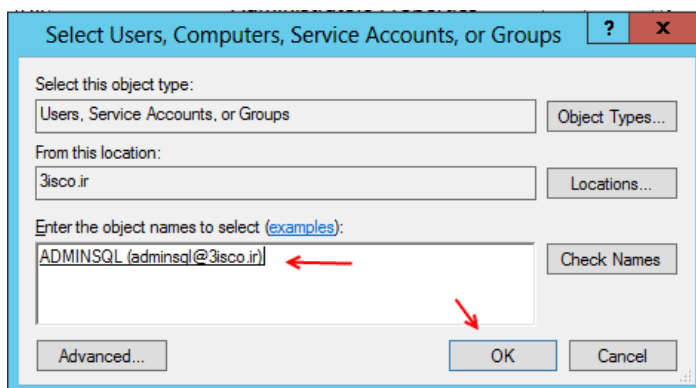 Select Users, Computers, Service Accounts, or Groups ? x
Select this object type:
Users, Service Accounts, or Groups Object Types...
From this location:
3isco.ir Locations...
Enter the object names to select (examples):
ADMINSQL (adminsql@3isco.ir) Check Names
Advanced... OK Cancel